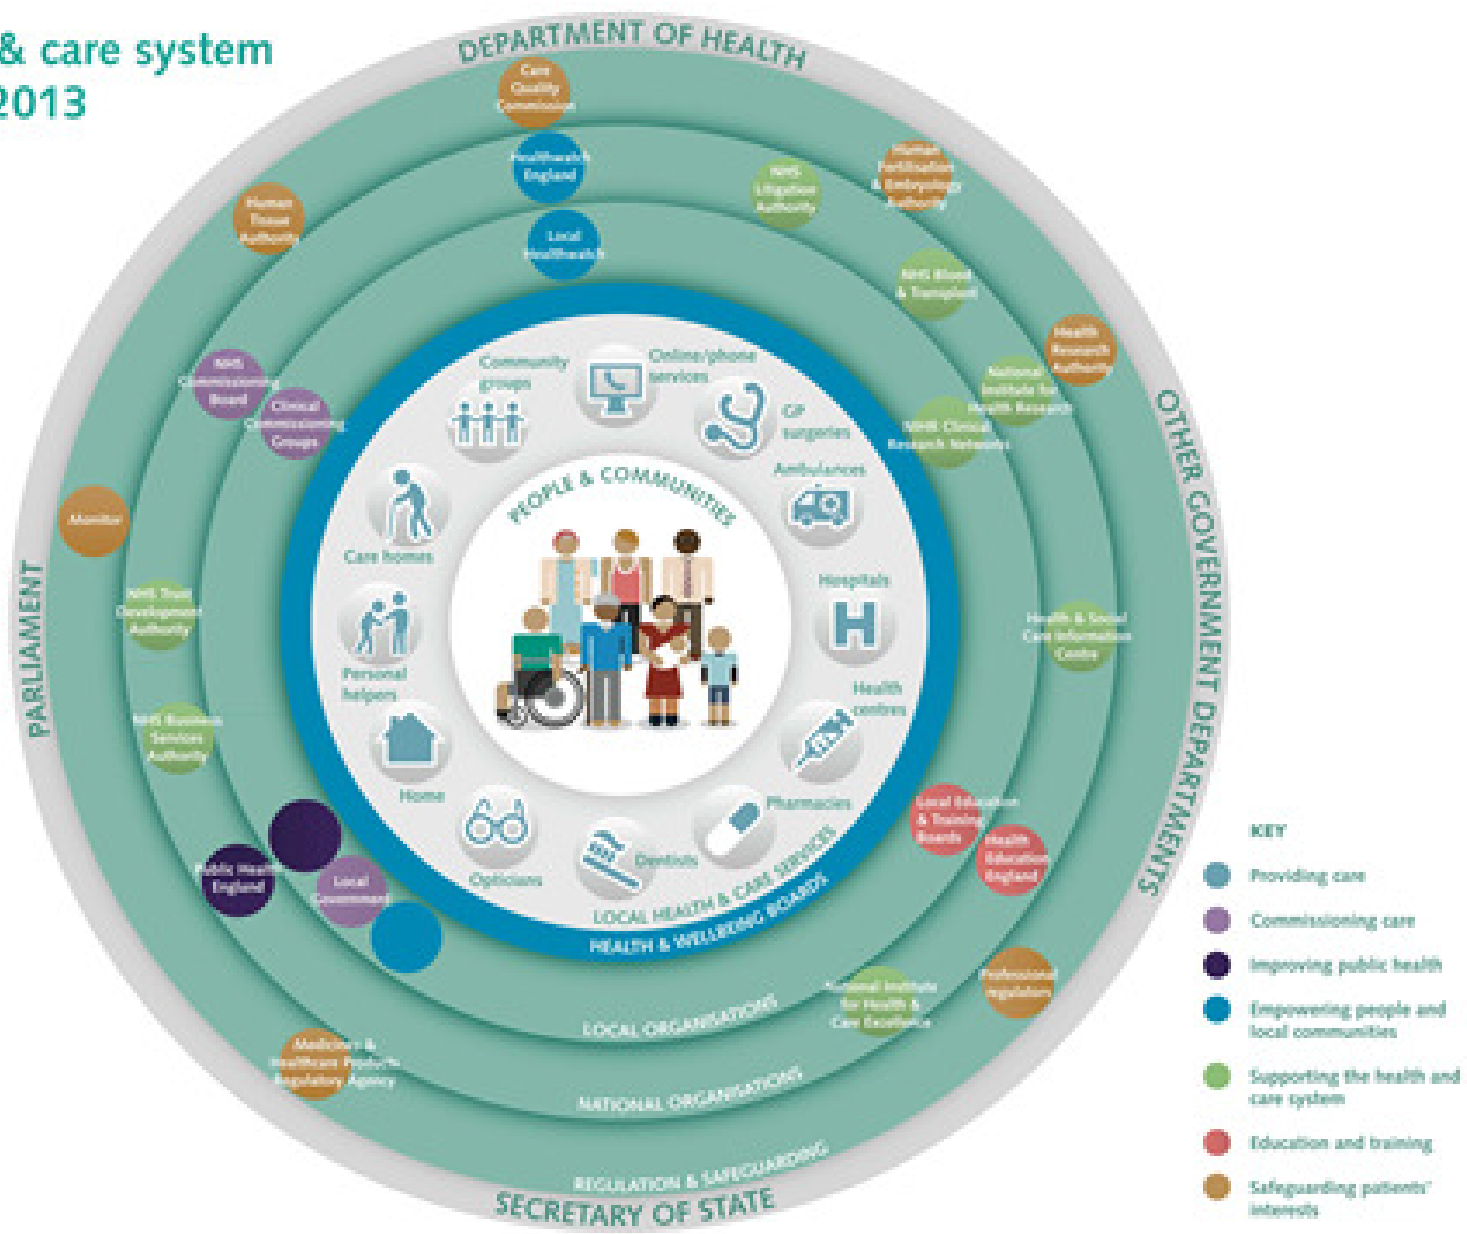 & care system
2013
DEPARTMENT OF HEALTH
Care
Quality
Commission
Healthwatch
England
Local
Healthwatch
NHS
Litigation
Authority
Human
Fertilisation
& Embryology
Authority
Human
Tissue
Authority
NHS Blood
& Transplant
Health
Research
Authority
National
Institute for
Health Research
NIHR Clinical
Research Networks
NHS
Commissioning
Board
Clinical
Commissioning
Groups
Monitor
NHS Trust
Development
Authority
NHS Business
Services
Authority
PARLIAMENT
OTHER GOVERNMENT DEPARTMENTS
Community
groups
Online/phone
services
GP
surgeries
Ambulances
Care homes
PEOPLE & COMMUNITIES
Hospitals
H
Personal
helpers
Health
centres
Home
Pharmacies
Opticians
Dentists
LOCAL HEALTH & CARE SERVICES
HEALTH & WELLBEING BOARDS
Health & Social
Care Information
Centre
Local Education
& Training
Boards
Health
Education
England
Public Health
England
Local
Government
Professional
regulators
National Institute
for Health &
Care Excellence
Medicines &
Healthcare Products
Regulatory Agency
LOCAL ORGANISATIONS
NATIONAL ORGANISATIONS
REGULATION & SAFEGUARDING
SECRETARY OF STATE
KEY
Providing care
Commissioning care
Improving public health
Empowering people and
local communities
Supporting the health and
care system
Education and training
Safeguarding patients'
interests